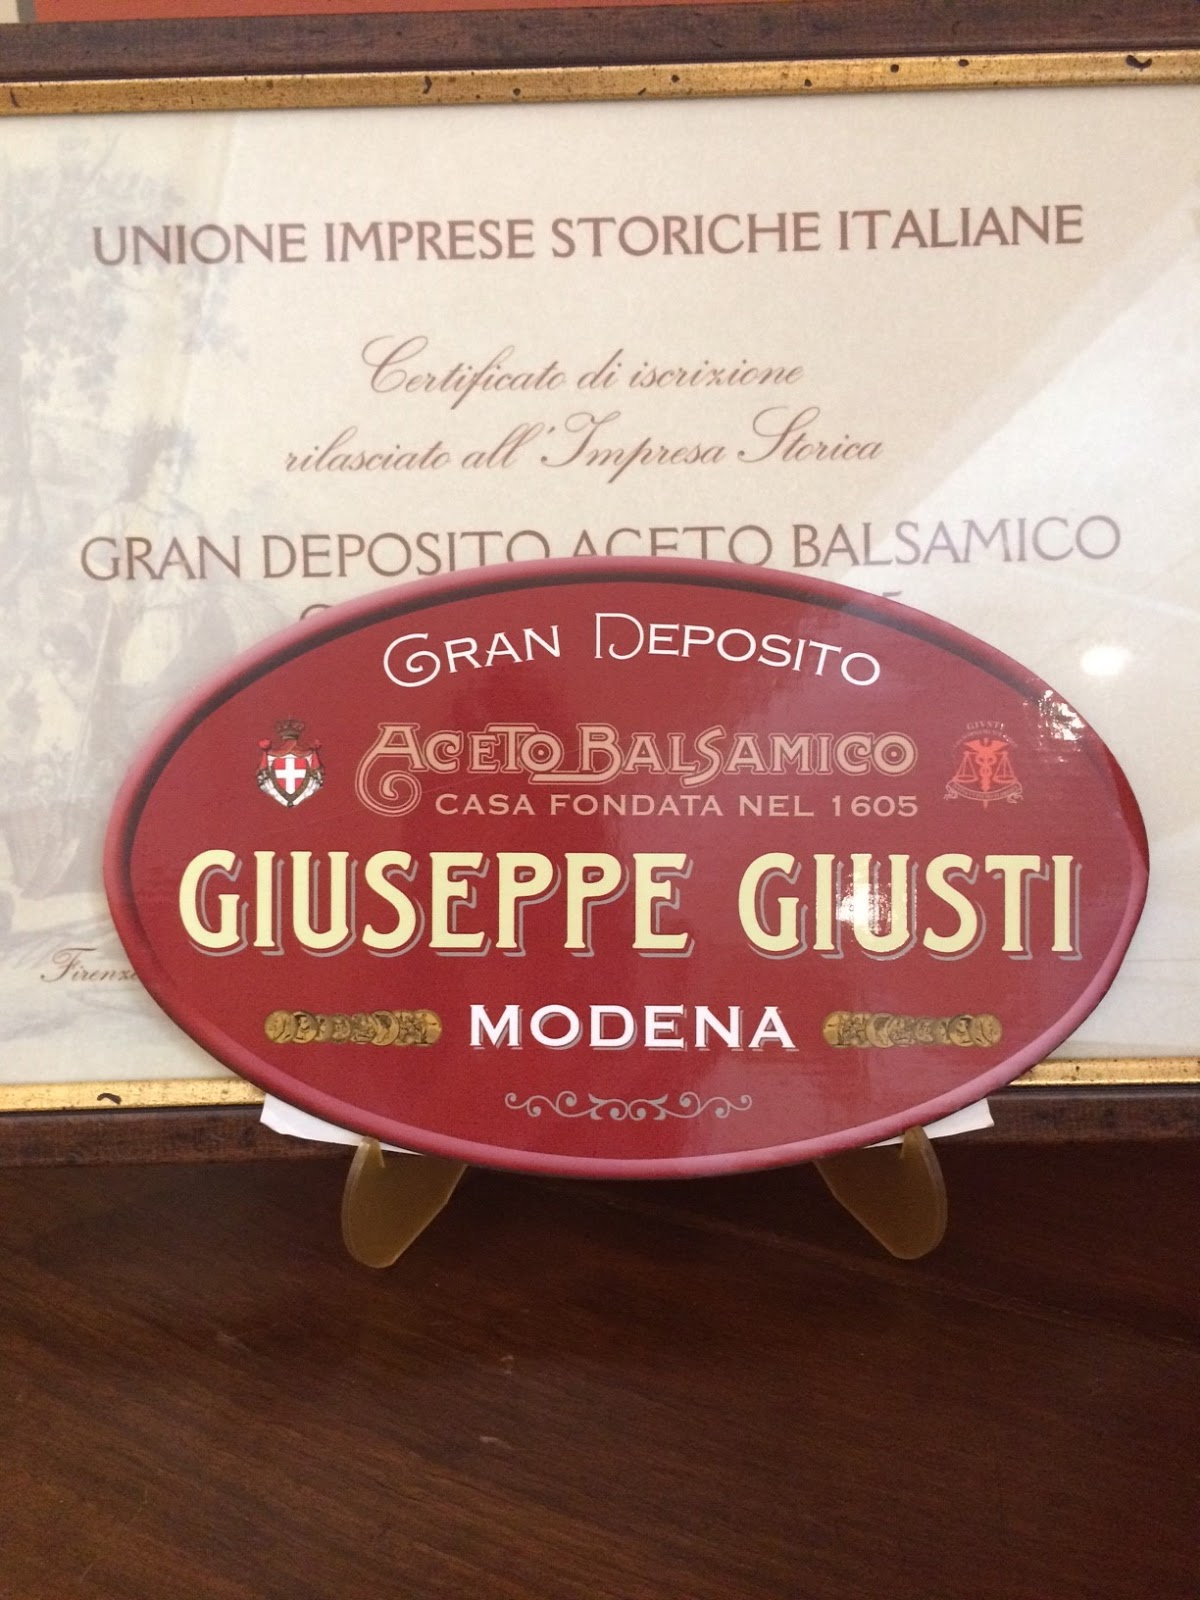 UNIONE IMPRESE STORICHE ITALIANE
Certificato di iscrizione
rilasciato all'Impresa Storica
GRAN DEPOSITO ACETO BALSAMICO
GRAN DEPOSITO
ACETO BALSAMICO
CASA FONDATA NEL 1605
GIUSTI
GIUSEPPE GIUSTI
MODENA